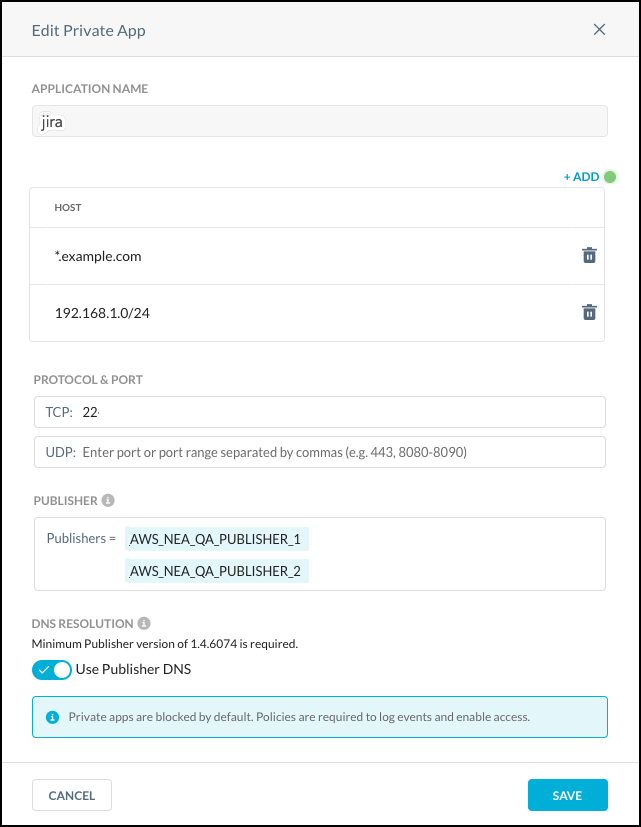 Edit Private App
APPLICATION NAME
jira
+ ADD
HOST
*.example.com
192.168.1.0/24
PROTOCOL & PORT
TCP: 22
UDP: Enter port or port range separated by commas (e.g. 443, 8080-8090)
PUBLISHER
Publishers = AWS_NEA_QA_PUBLISHER_1
AWS_NEA_QA_PUBLISHER_2
DNS RESOLUTION
Minimum Publisher version of 1.4.6074 is required.
Use Publisher DNS
Private apps are blocked by default. Policies are required to log events and enable access.
CANCEL
SAVE